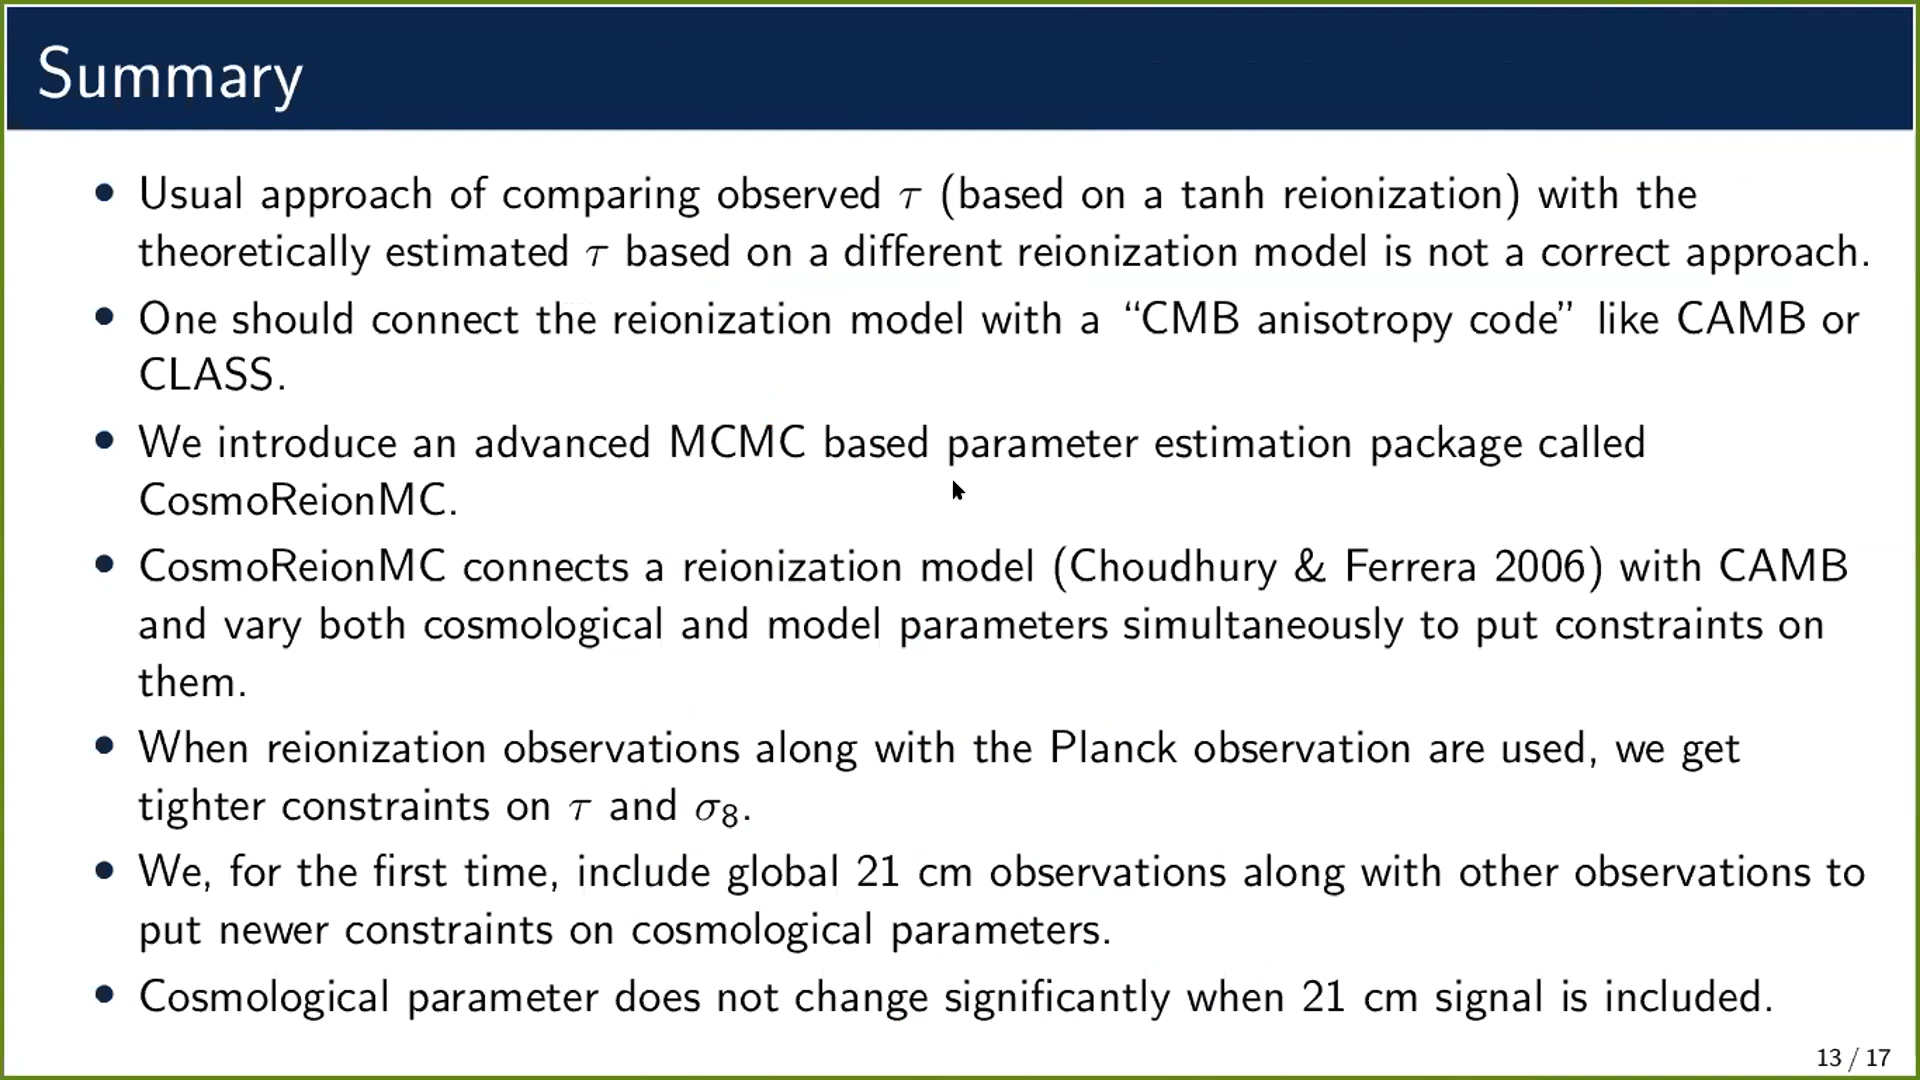 Summary
• Usual approach of comparing observed τ (based on a tanh reionization) with the
theoretically estimated τ based on a different reionization model is not a correct approach.
• One should connect the reionization model with a “CMB anisotropy code” like CAMB or
CLASS.
• We introduce an advanced MCMC based parameter estimation package called
CosmoReionMC.
• CosmoReionMC connects a reionization model (Choudhury & Ferrera 2006) with CAMB
and vary both cosmological and model parameters simultaneously to put constraints on
them.
• When reionization observations along with the Planck observation are used, we get
tighter constraints on τ and σ₈.
• We, for the first time, include global 21 cm observations along with other observations to
put newer constraints on cosmological parameters.
• Cosmological parameter does not change significantly when 21 cm signal is included.
13 / 17